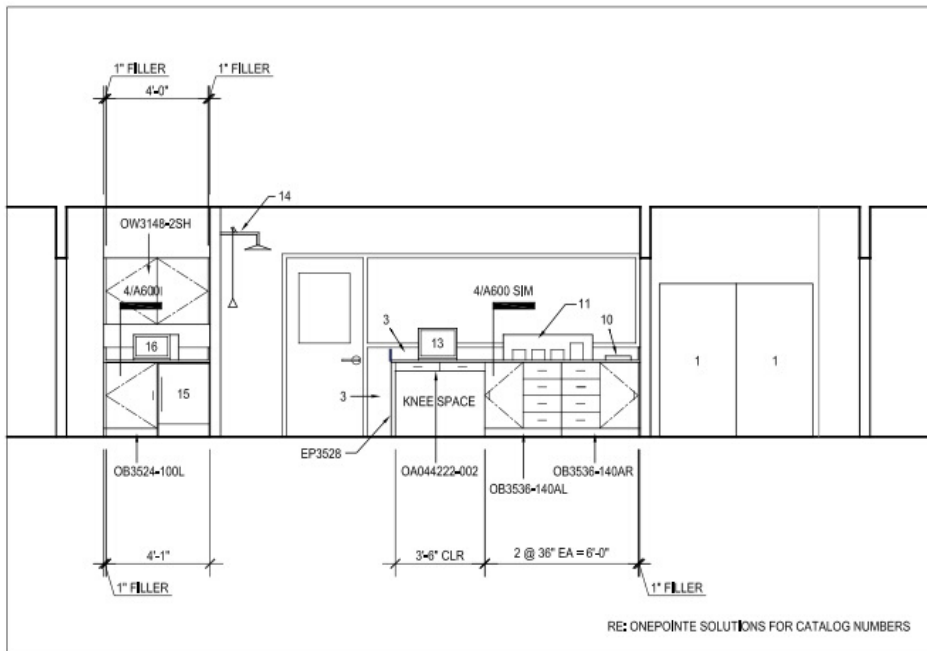 1" FILLER
1" FILLER
4'-0"
14
OW3148-2SH
4/A600
4/A600 SIM
11
10
3
13
16
1
1
15
3
KNEE SPACE
EP3528
OB3524-100L
OA044222-002
OB3536-140AR
OB3536-140AL
4'-1"
3'-6" CLR
2 @ 36" EA = 6'-0"
1" FILLER
1" FILLER
RE: ONEPOINTE SOLUTIONS FOR CATALOG NUMBERS